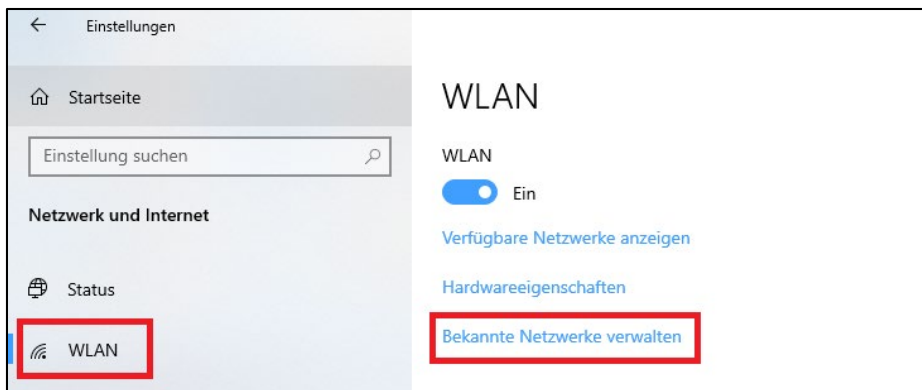 Einstellungen
Startseite
Einstellung suchen
Netzwerk und Internet
Status
WLAN
WLAN
WLAN
Ein
Verfügbare Netzwerke anzeigen
Hardwareeigenschaften
Bekannte Netzwerke verwalten